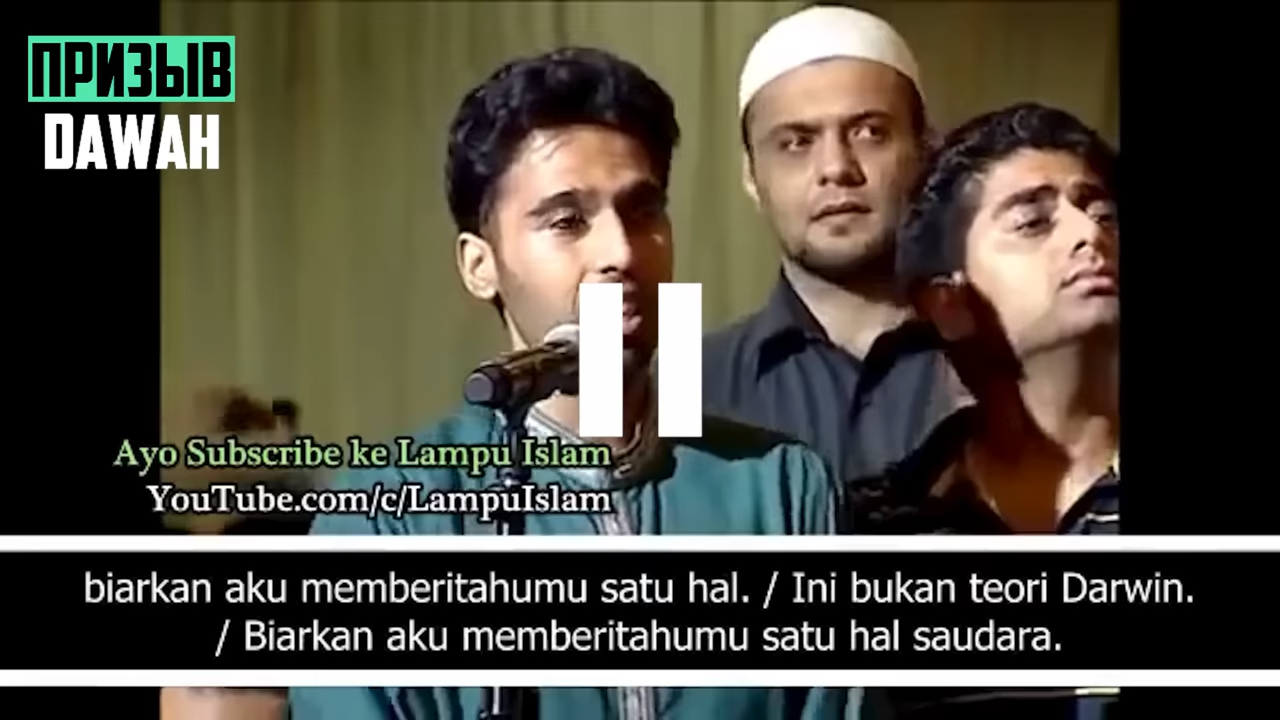 ПРИЗЫВ
DAWAH
Ayo Subscribe ke Lampu Islam
YouTube.com/c/LampuIslam
biarkan aku memberitahumu satu hal. / Ini bukan teori Darwin.
/ Biarkan aku memberitahumu satu hal saudara.